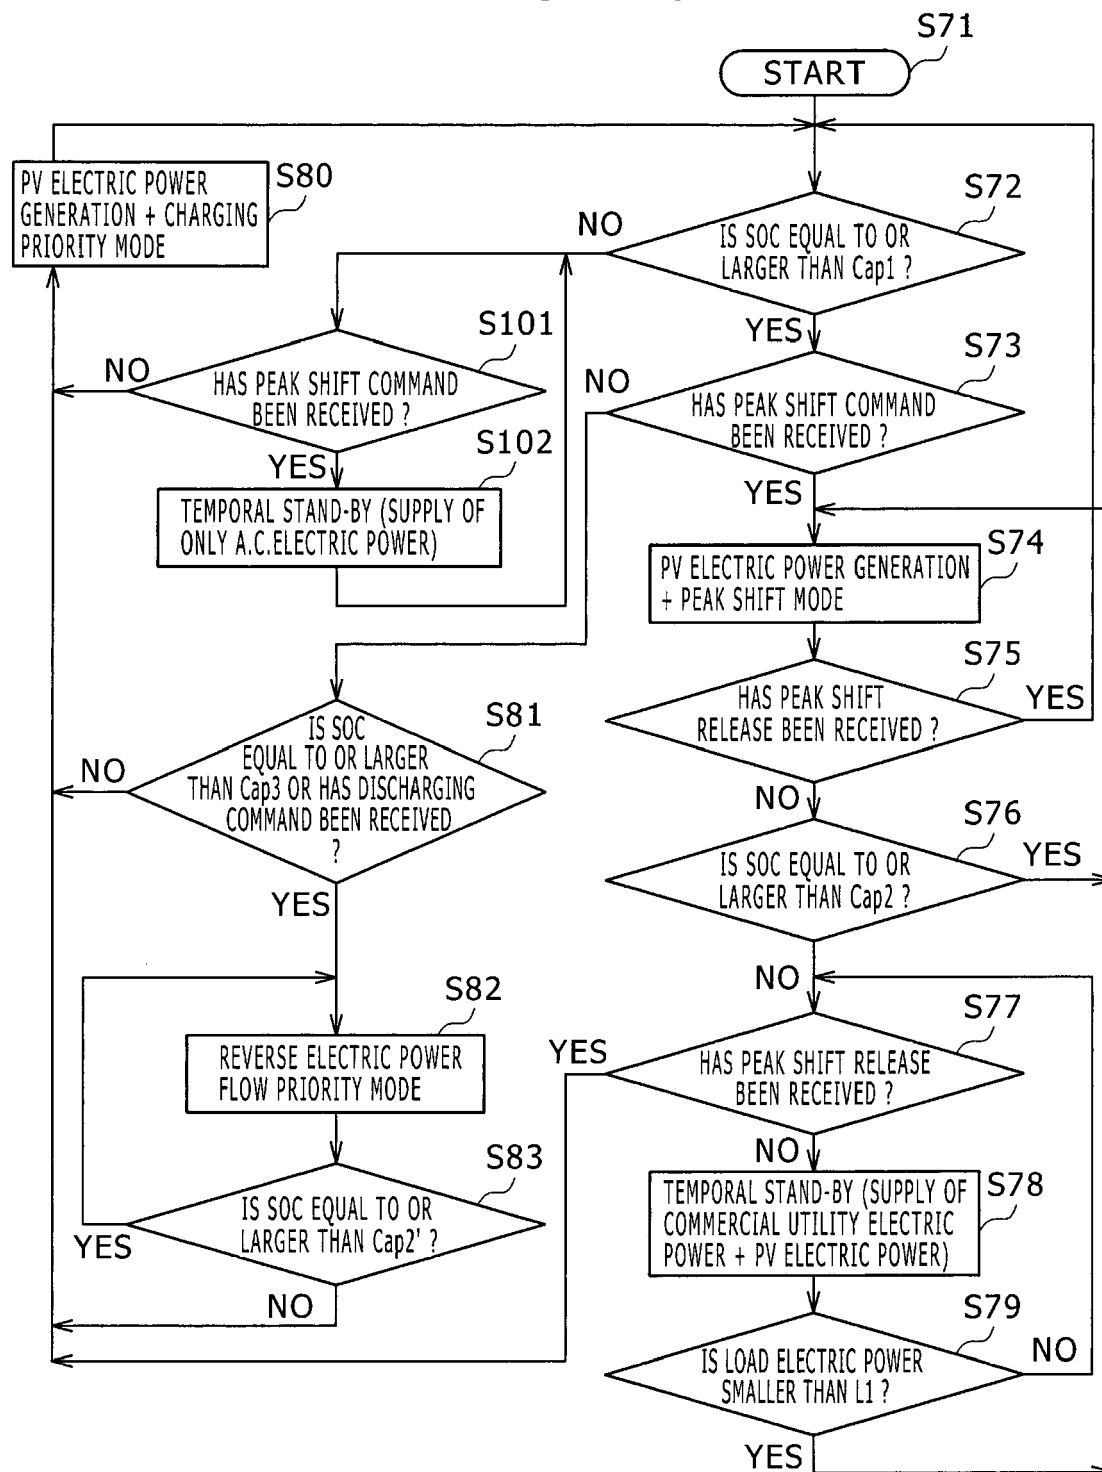 S71
START
S80
PV ELECTRIC POWER
GENERATION + CHARGING
PRIORITY MODE
S72
NO
IS SOC EQUAL TO OR
LARGER THAN Cap1 ?
YES
S101
NO
HAS PEAK SHIFT COMMAND
BEEN RECEIVED ?
YES
S73
NO
HAS PEAK SHIFT COMMAND
BEEN RECEIVED ?
YES
S102
TEMPORAL STAND-BY (SUPPLY OF
ONLY A.C.ELECTRIC POWER)
S74
PV ELECTRIC POWER GENERATION
+ PEAK SHIFT MODE
S75
HAS PEAK SHIFT
RELEASE BEEN RECEIVED ?
YES
NO
S81
IS SOC
EQUAL TO OR LARGER
THAN Cap3 OR HAS DISCHARGING
COMMAND BEEN RECEIVED
?
NO
YES
S76
IS SOC EQUAL TO OR
LARGER THAN Cap2 ?
YES
NO
S82
REVERSE ELECTRIC POWER
FLOW PRIORITY MODE
S77
YES
HAS PEAK SHIFT RELEASE
BEEN RECEIVED ?
NO
S83
IS SOC EQUAL TO OR
LARGER THAN Cap2' ?
YES
NO
S78
TEMPORAL STAND-BY (SUPPLY OF
COMMERCIAL UTILITY ELECTRIC
POWER + PV ELECTRIC POWER)
S79
IS LOAD ELECTRIC POWER
SMALLER THAN L1 ?
NO
YES